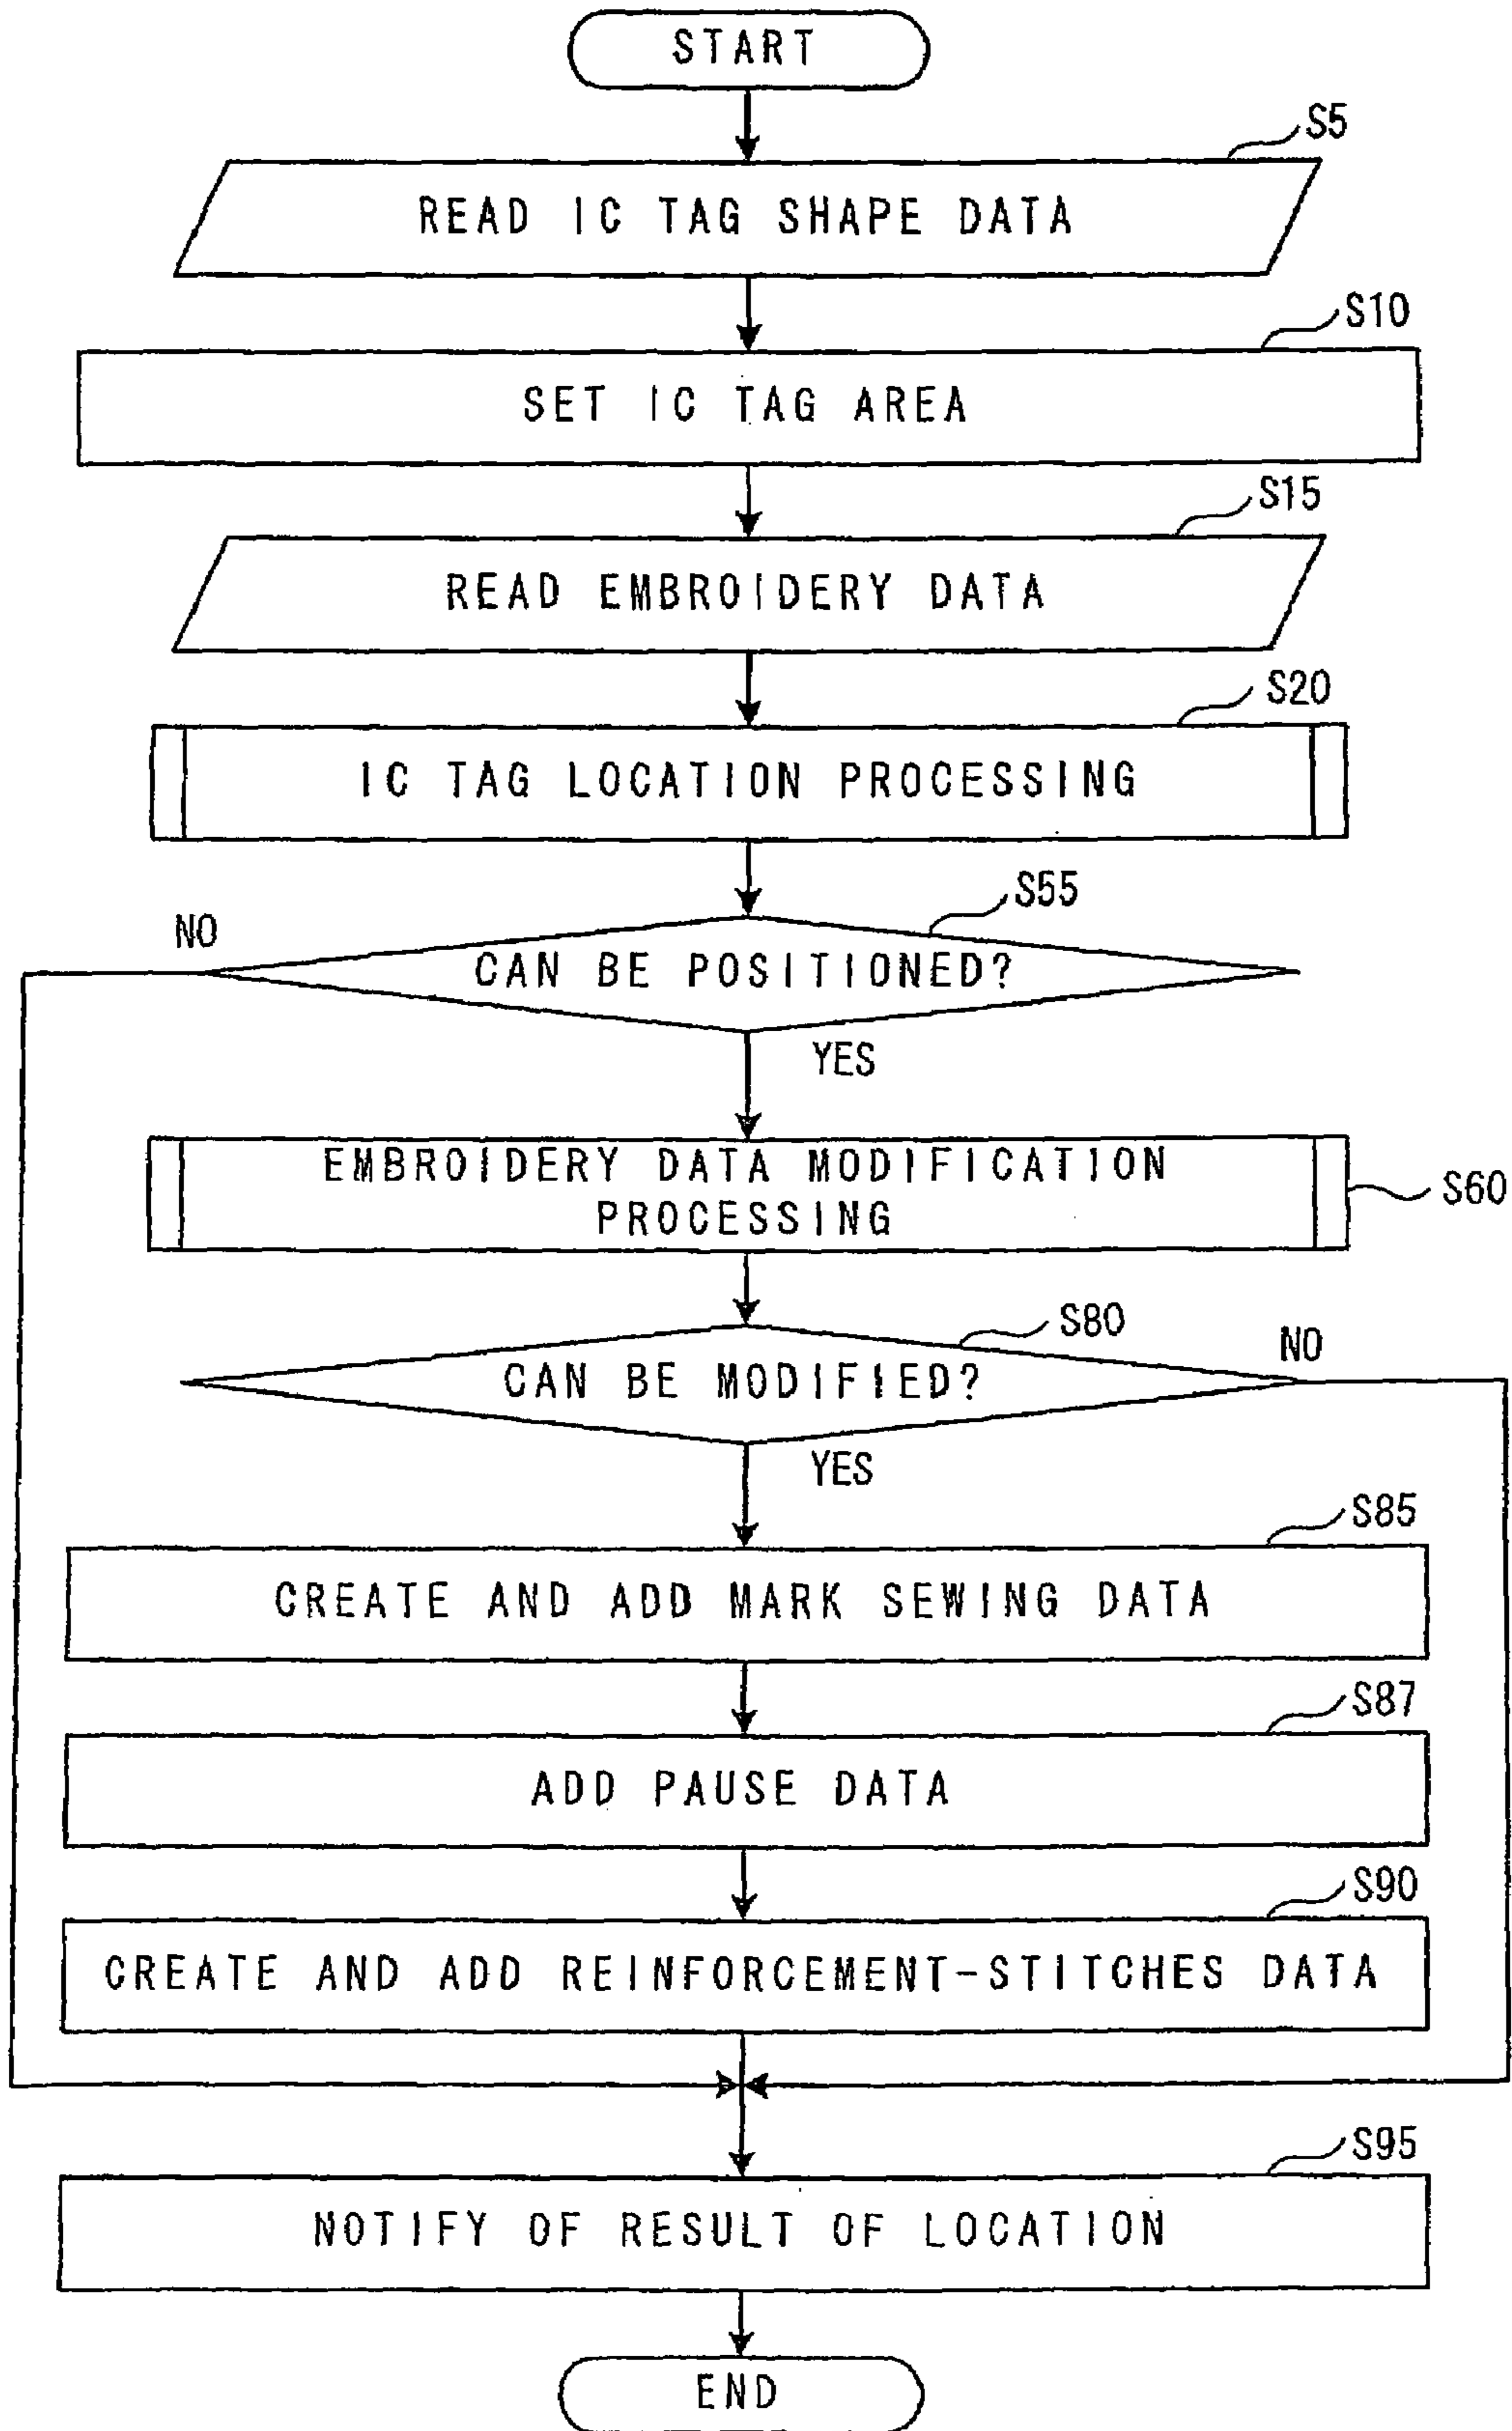 START
S5
READ IC TAG SHAPE DATA
S10
SET IC TAG AREA
S15
READ EMBROIDERY DATA
S20
IC TAG LOCATION PROCESSING
S55
NO
CAN BE POSITIONED?
YES
EMBROIDERY DATA MODIFICATION
PROCESSING
S60
S80
NO
CAN BE MODIFIED?
YES
S85
CREATE AND ADD MARK SEWING DATA
S87
ADD PAUSE DATA
S90
CREATE AND ADD REINFORCEMENT-STITCHES DATA
S95
NOTIFY OF RESULT OF LOCATION
END